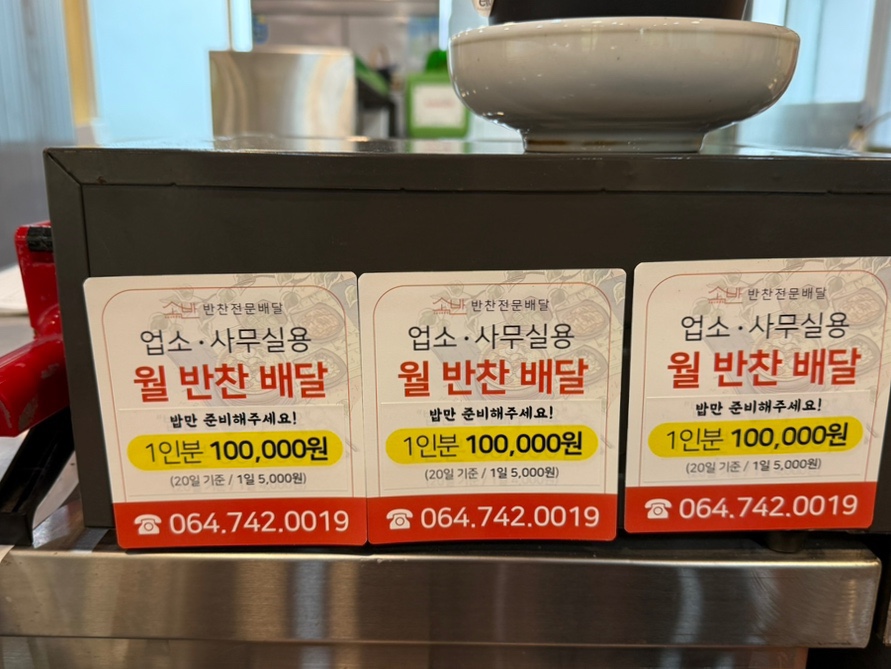 소반 반찬전문배달
업소·사무실용
월 반찬 배달
밥만 준비해주세요!
1인분 100,000원
(20일 기준 / 1일 5,000원)
☎ 064.742.0019
소반 반찬전문배달
업소·사무실용
월 반찬 배달
밥만 준비해주세요!
1인분 100,000원
(20일 기준 / 1일 5,000원)
☎ 064.742.0019
소반 반찬전문배달
업소·사무실용
월 반찬 배달
밥만 준비해주세요!
1인분 100,000원
(20일 기준 / 1일 5,000원)
☎ 064.742.0019